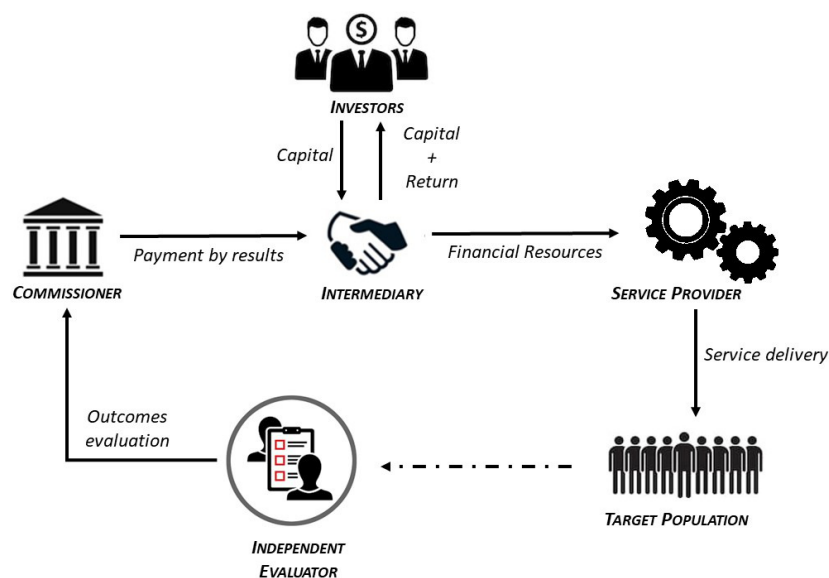 $
INVESTORS
Capital
Capital
+
Return
Payment by results
Financial Resources
COMMISSIONER
INTERMEDIARY
SERVICE PROVIDER
Service delivery
Outcomes
evaluation
TARGET POPULATION
INDEPENDENT
EVALUATOR